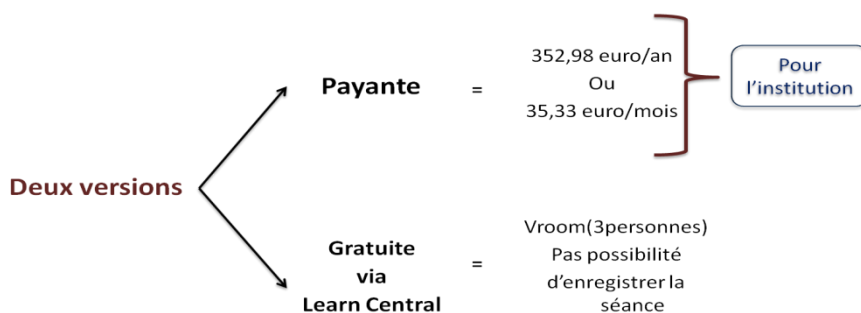 Deux versions
Payante
=
352,98 euro/an
Ou
35,33 euro/mois
Pour
l'institution
Gratuite
via
Learn Central
=
Vroom(3personnes)
Pas possibilité
d'enregistrer la
séance